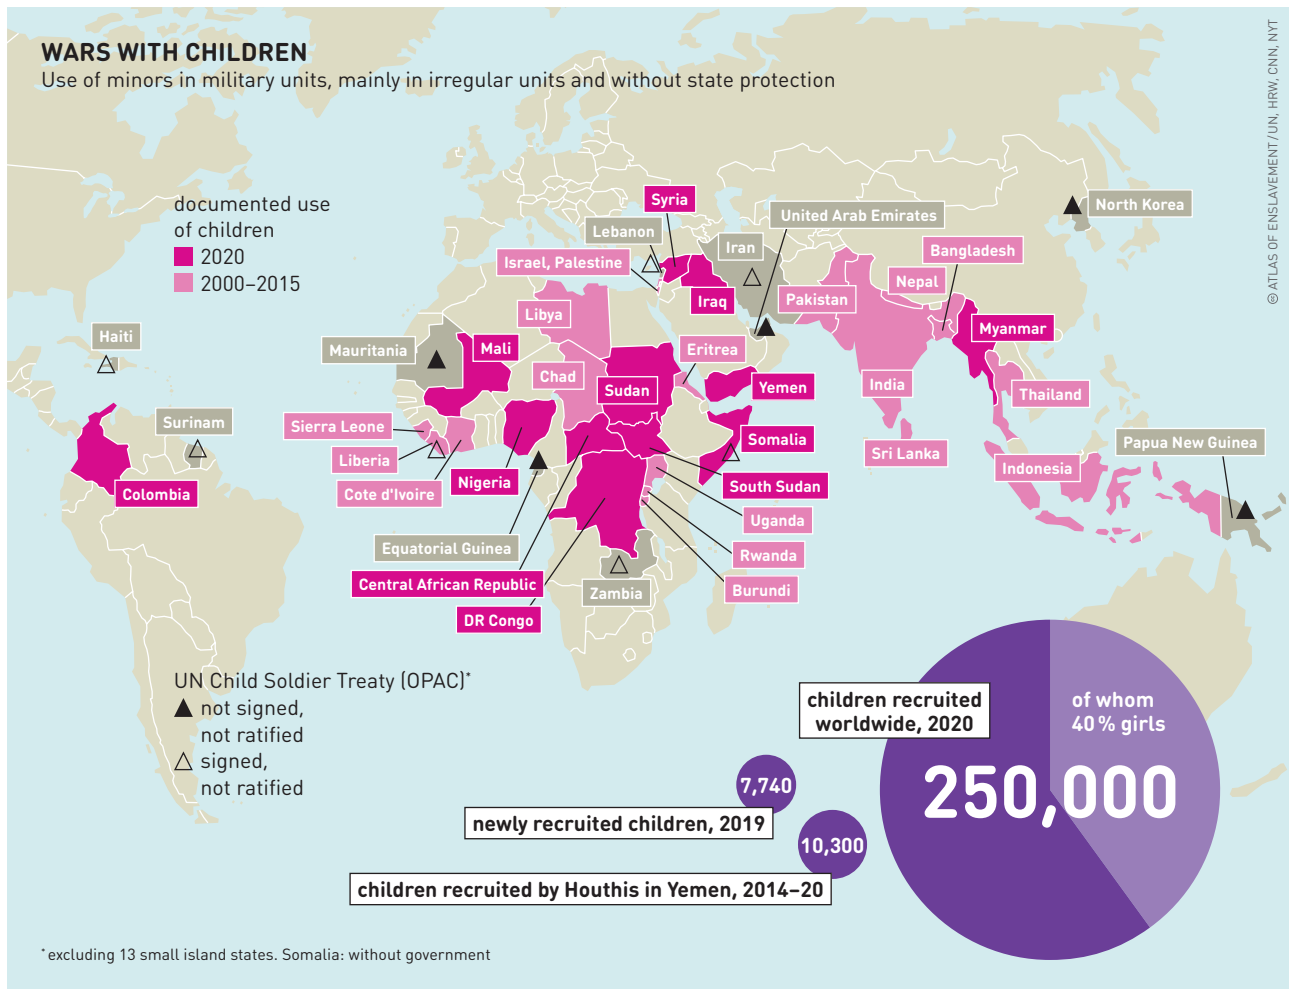 WARS WITH CHILDREN
Use of minors in military units, mainly in irregular units and without state protection
© ATLAS OF ENSLAVEMENT / UN, HRW, CNN, NYT
documented use
of children
2020
2000–2015
Syria
Lebanon
United Arab Emirates
North Korea
Israel, Palestine
Iran
Bangladesh
Nepal
Iraq
Pakistan
Libya
Myanmar
Haiti
Mauritania
Mali
Eritrea
Chad
Sudan
Yemen
India
Thailand
Surinam
Sierra Leone
Somalia
Papua New Guinea
Liberia
Sri Lanka
Indonesia
Colombia
Cote d'Ivoire
Nigeria
South Sudan
Uganda
Equatorial Guinea
Rwanda
Central African Republic
Zambia
Burundi
DR Congo
UN Child Soldier Treaty (OPAC)*
not signed,
not ratified
signed,
not ratified
children recruited
worldwide, 2020
of whom
40 % girls
250,000
7,740
newly recruited children, 2019
10,300
children recruited by Houthis in Yemen, 2014–20
* excluding 13 small island states. Somalia: without government